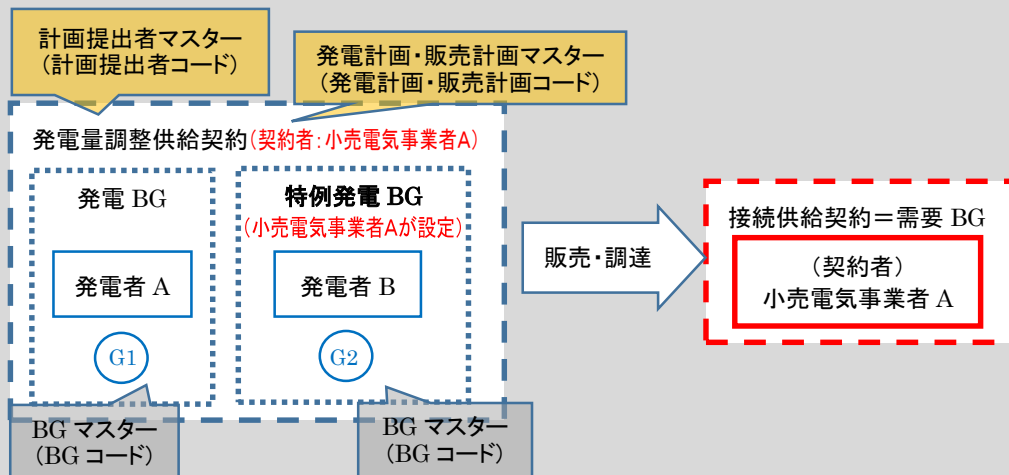 計画提出者マスター
（計画提出者コード）
発電計画・販売計画マスター
（発電計画・販売計画コード）
発電量調整供給契約（契約者：小売電気事業者A）
発電 BG
特例発電 BG
（小売電気事業者Aが設定）
発電者 A
発電者 B
G1
G2
BG マスター
（BG コード）
BG マスター
（BG コード）
販売・調達
接続供給契約＝需要 BG
（契約者）
小売電気事業者 A